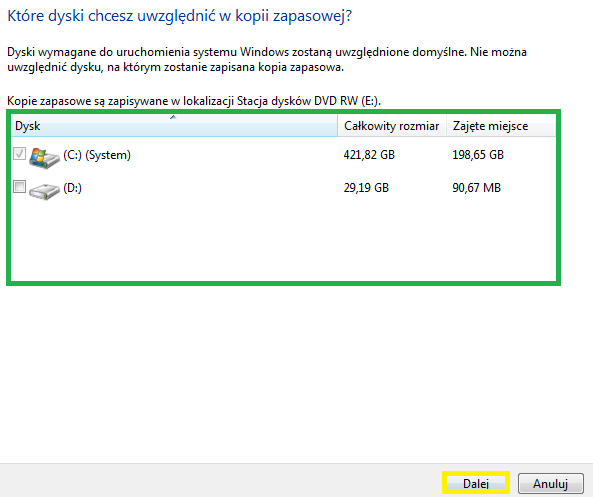 Które dyski chcesz uwzględnić w kopii zapasowej?
Dyski wymagane do uruchomienia systemu Windows zostaną uwzględnione domyślne. Nie można
uwzględnić dysku, na którym zostanie zapisana kopia zapasowa.
Kopie zapasowe są zapisywane w lokalizacji Stacja dysków DVD RW (E:).
Dysk Całkowity rozmiar Zajęte miejsce
(C:) (System) 421,82 GB 198,65 GB
(D:) 29,19 GB 90,67 MB
Dalej Anuluj